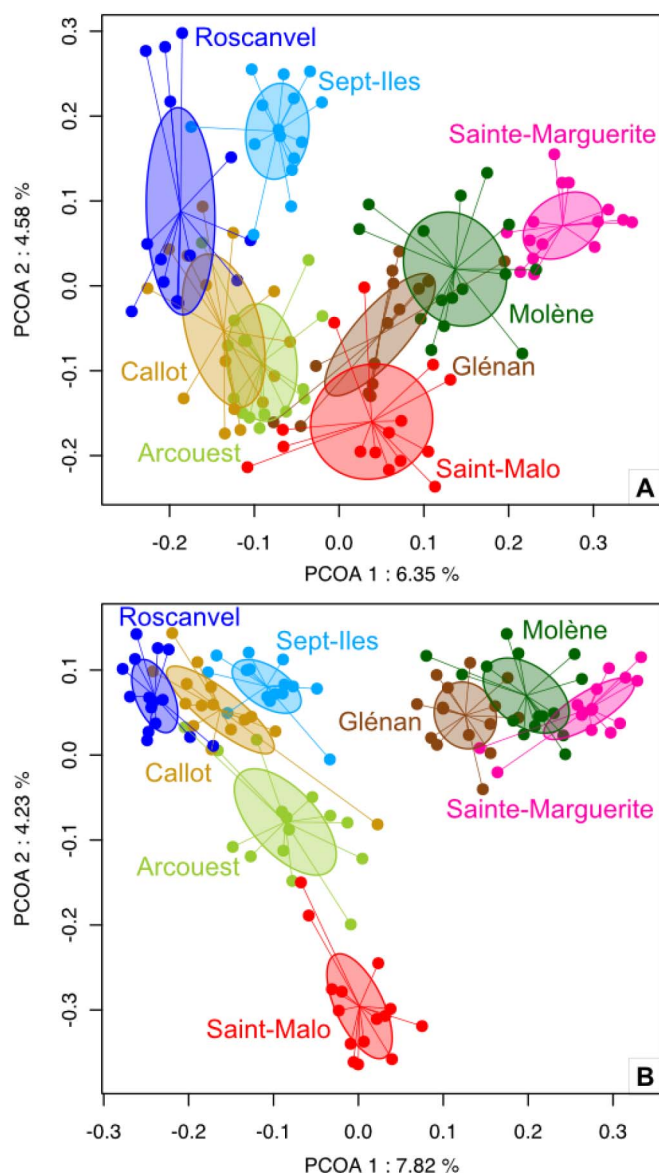 Roscanvel
Sept-Iles
Sainte-Marguerite
Molène
Callot
Glénan
Arcouest
Saint-Malo
A
PCOA 2 : 4.58 %
0.3
0.2
0.1
0.0
-0.1
-0.2
-0.2 -0.1 0.0 0.1 0.2 0.3
PCOA 1 : 6.35 %
Roscanvel
Sept-Iles
Molène
Glénan
Callot
Sainte-Marguerite
Arcouest
Saint-Malo
B
PCOA 2 : 4.23 %
0.1
0.0
-0.1
-0.2
-0.3
-0.3 -0.2 -0.1 0.0 0.1 0.2 0.3
PCOA 1 : 7.82 %